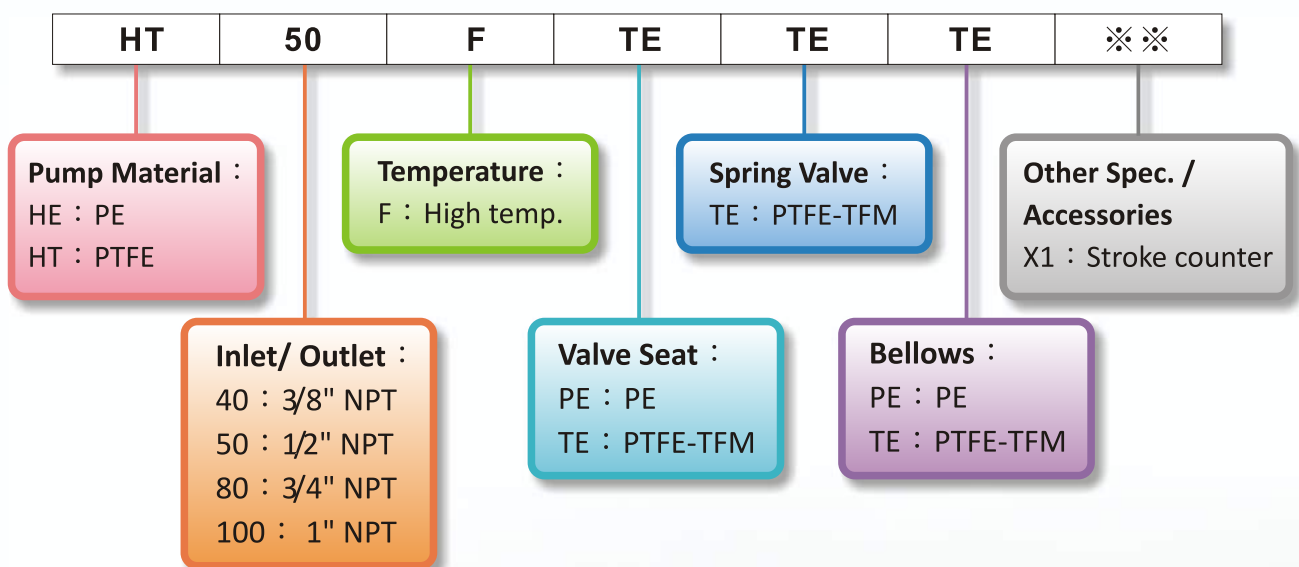 HT 50 F TE TE TE ※※
Pump Material：
HE：PE
HT：PTFE
Inlet/ Outlet：
40：3/8" NPT
50：1/2" NPT
80：3/4" NPT
100： 1" NPT
Temperature：
F：High temp.
Valve Seat：
PE：PE
TE：PTFE-TFM
Spring Valve：
TE：PTFE-TFM
Bellows：
PE：PE
TE：PTFE-TFM
Other Spec. /
Accessories
X1：Stroke counter